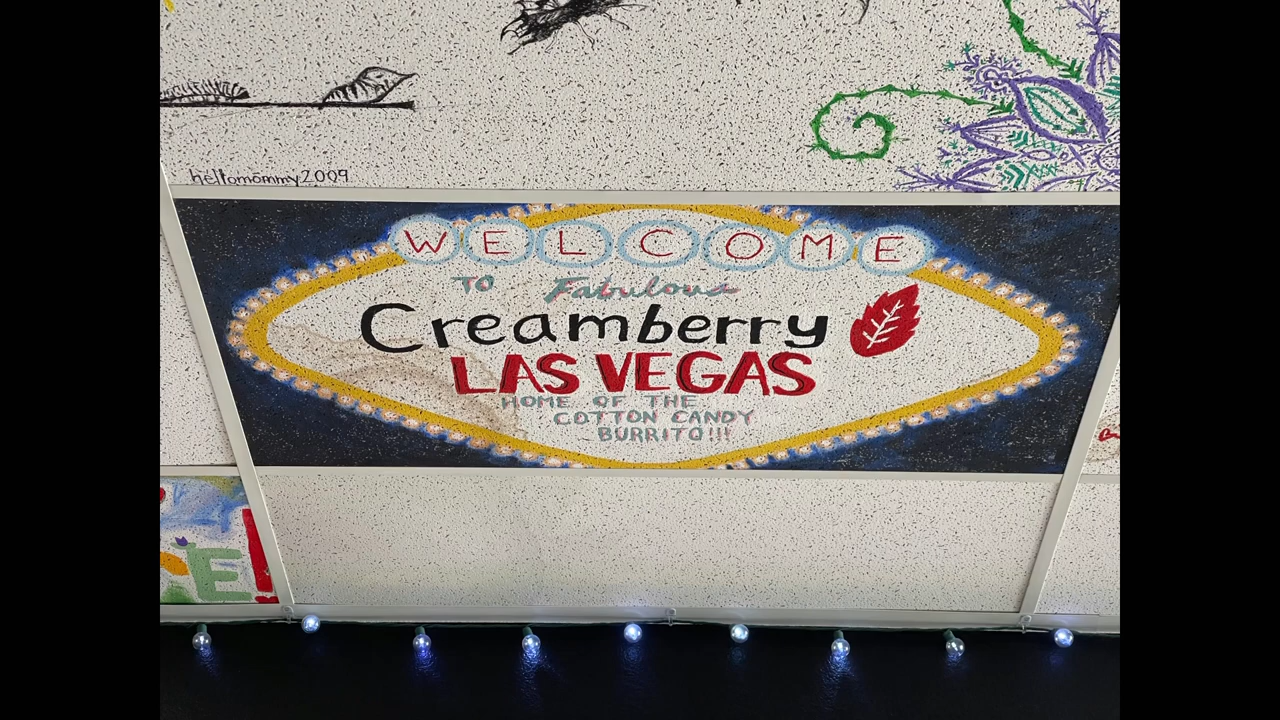 hellomommy2009
WELCOME
TO Fabulous
Creamberry
LAS VEGAS
HOME OF THE
COTTON CANDY
BURRITO!!!
E!